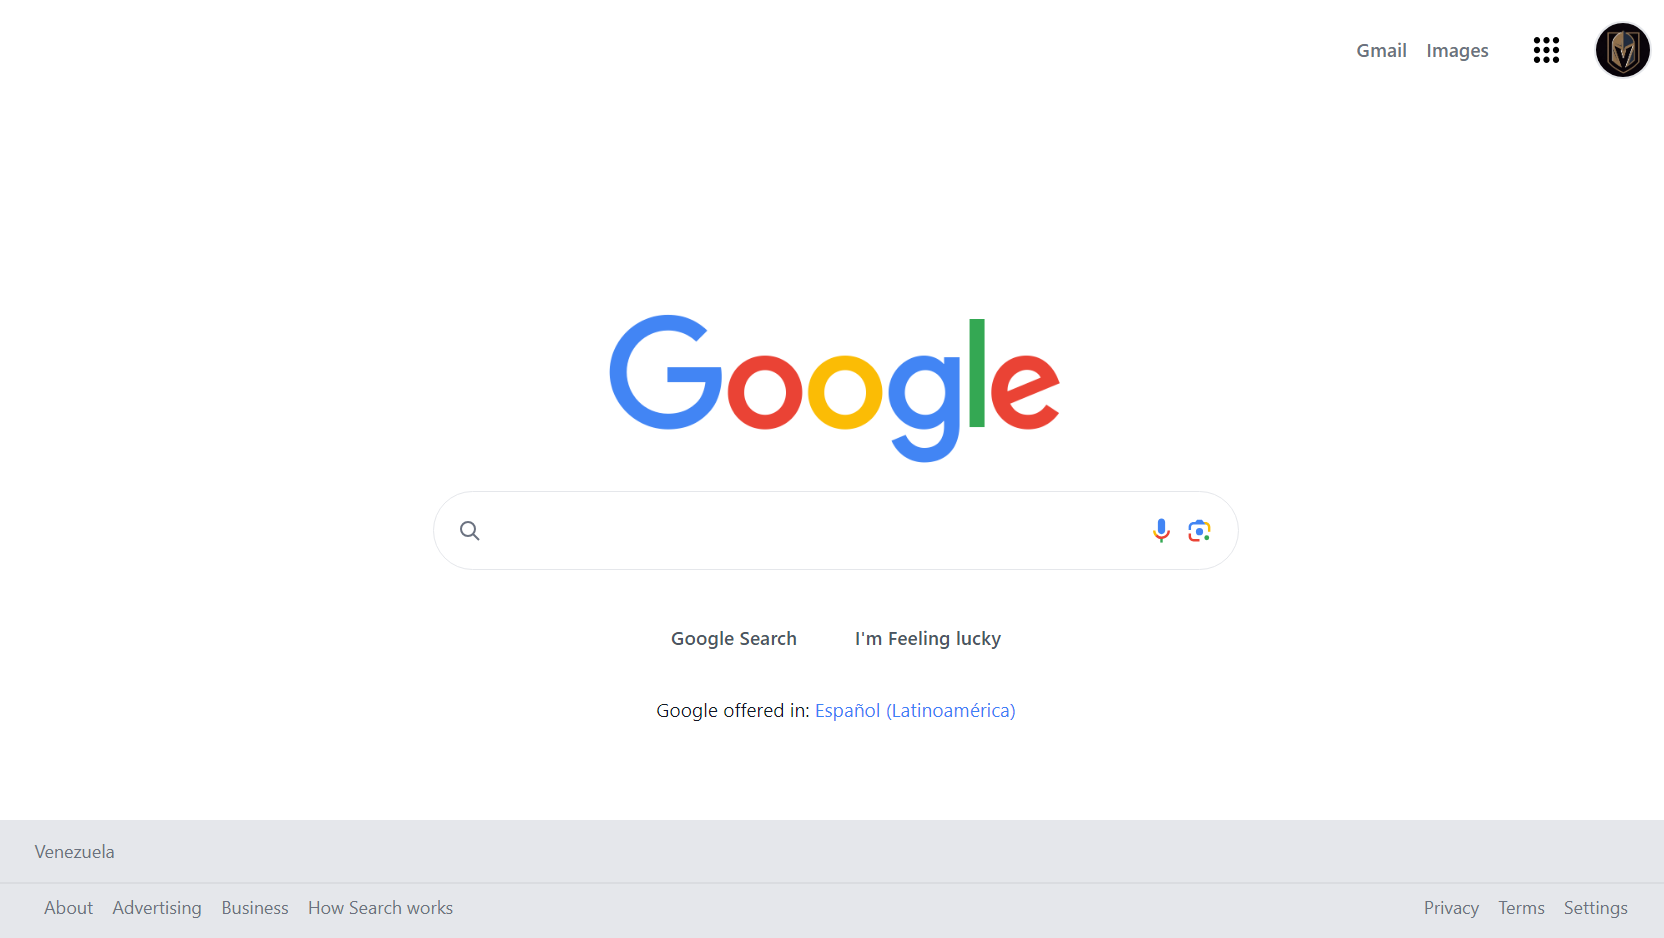 Gmail Images
Google
Google Search I'm Feeling lucky
Google offered in: Español (Latinoamérica)
Venezuela
About Advertising Business How Search works Privacy Terms Settings